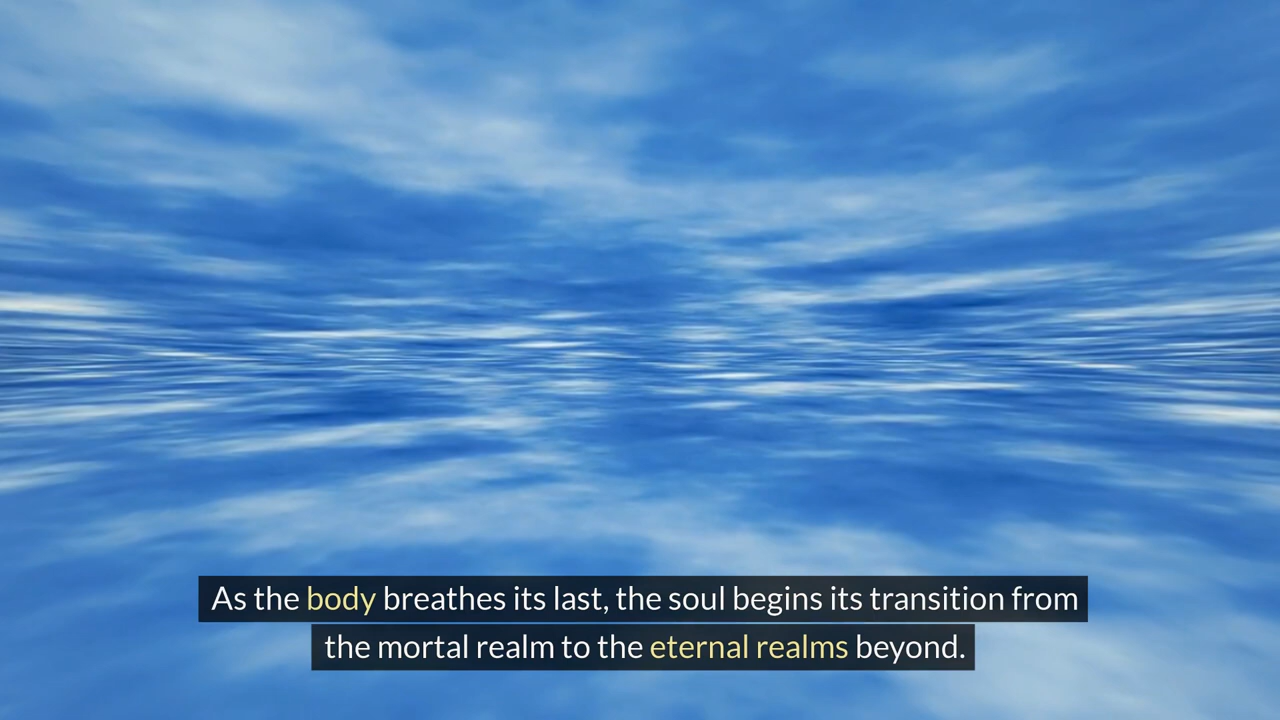 As the body breathes its last, the soul begins its transition from
the mortal realm to the eternal realms beyond.